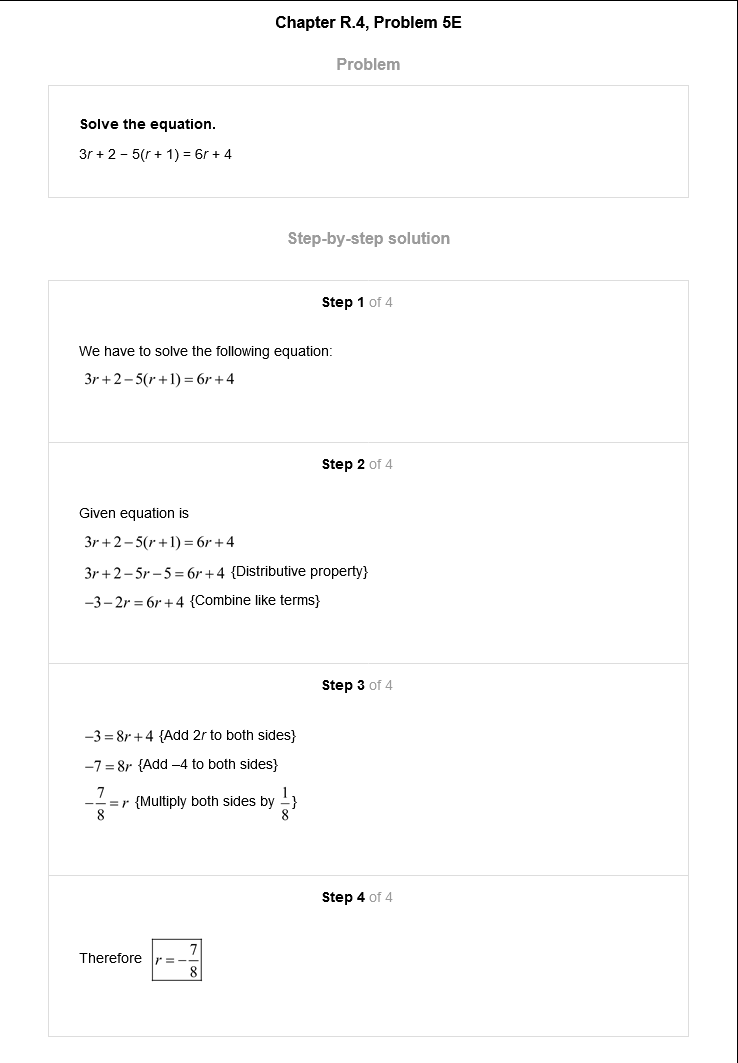 Chapter R.4, Problem 5E
Problem
Solve the equation.
3r + 2 − 5(r + 1) = 6r + 4
Step-by-step solution
Step 1 of 4
We have to solve the following equation:
3r + 2 − 5(r + 1) = 6r + 4
Step 2 of 4
Given equation is
3r + 2 − 5(r + 1) = 6r + 4
3r + 2 − 5r − 5 = 6r + 4 {Distributive property}
−3 − 2r = 6r + 4 {Combine like terms}
Step 3 of 4
−3 = 8r + 4 {Add 2r to both sides}
−7 = 8r {Add –4 to both sides}
−7/8 = r {Multiply both sides by 1/8}
Step 4 of 4
Therefore r = −7/8